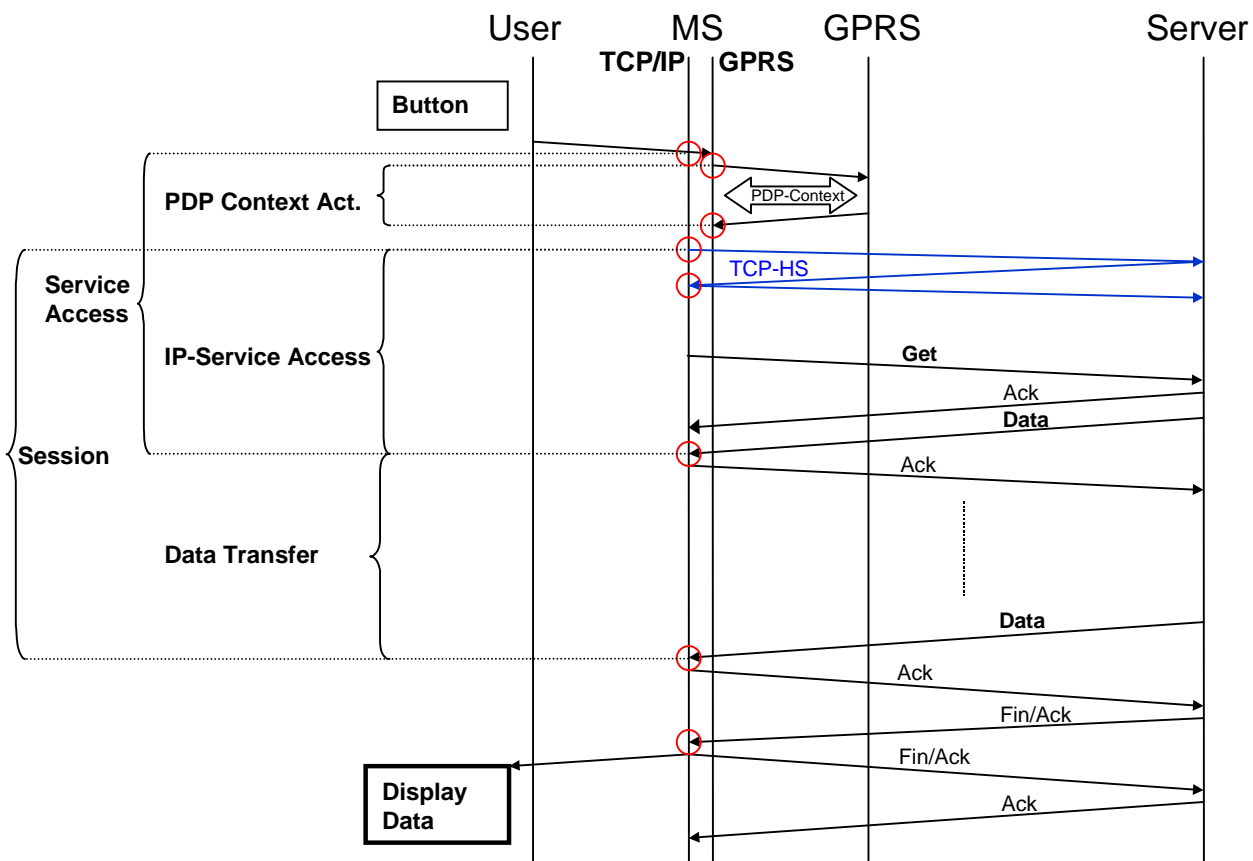 User MS GPRS Server
TCP/IP GPRS
Button
PDP Context Act.
PDP-Context
TCP-HS
Service
Access
IP-Service Access
Get
Ack
Data
Session
Ack
Data Transfer
Data
Ack
Fin/Ack
Fin/Ack
Display
Data
Ack